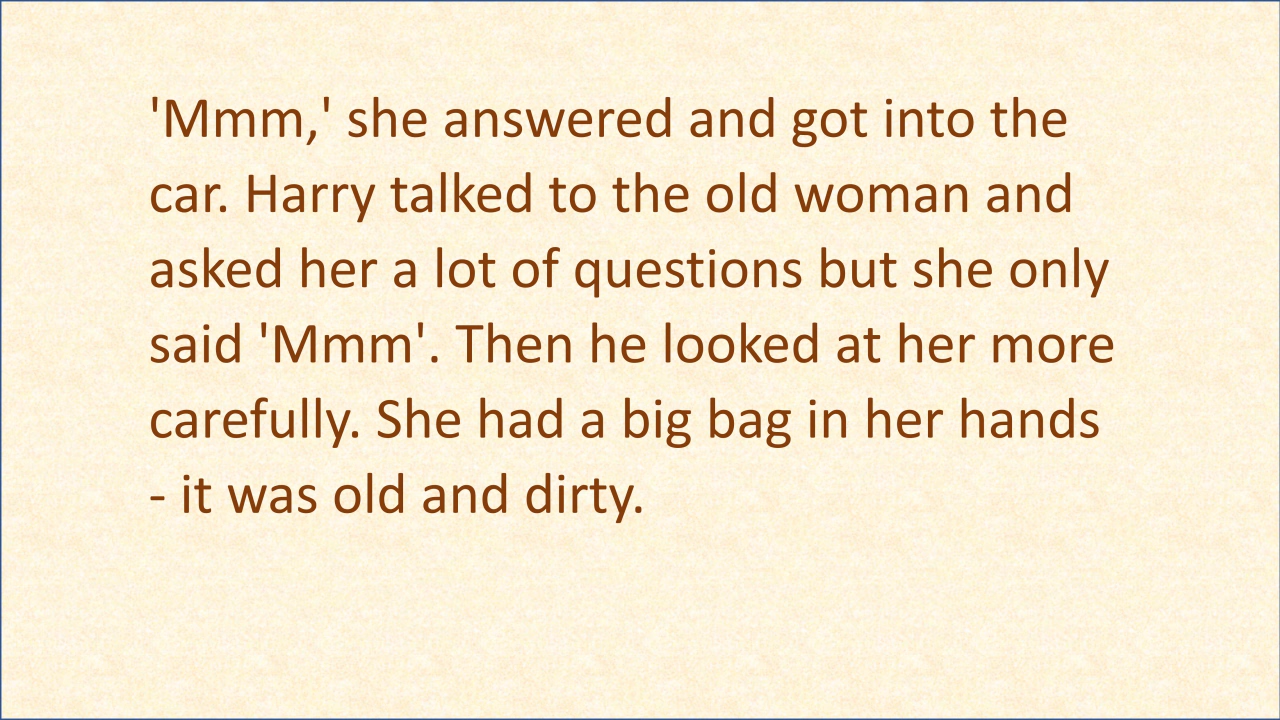 'Mmm,' she answered and got into the
car. Harry talked to the old woman and
asked her a lot of questions but she only
said 'Mmm'. Then he looked at her more
carefully. She had a big bag in her hands
- it was old and dirty.